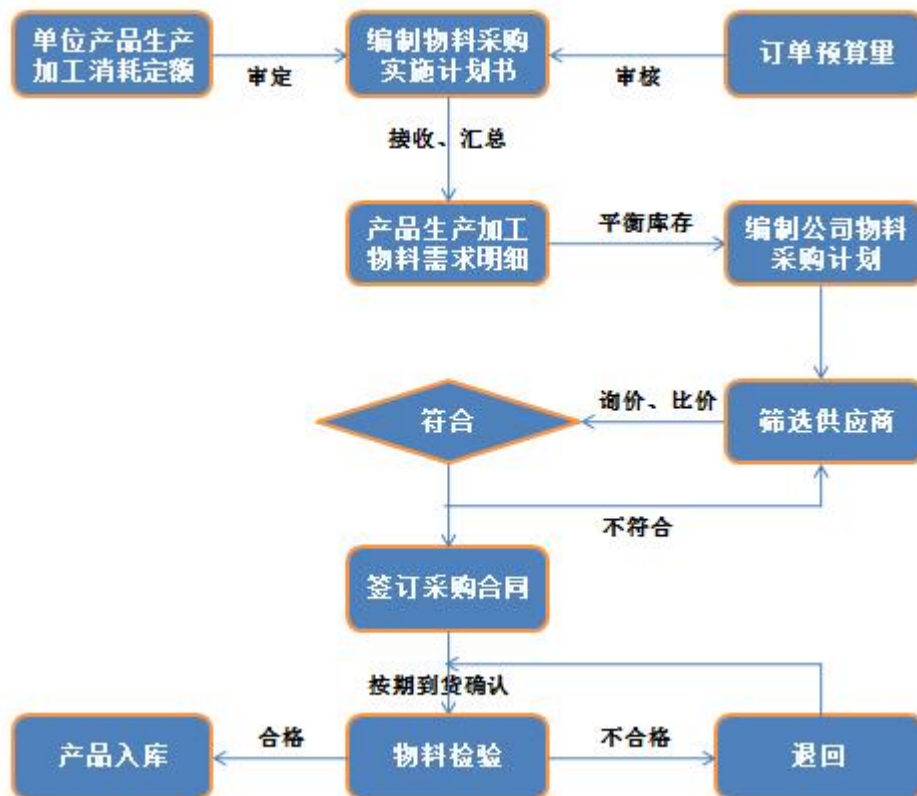 单位产品生产
加工消耗定额
审定
编制物料采购
实施计划书
审核
订单预算量
接收、汇总
产品生产加工
物料需求明细
平衡库存
编制公司物料
采购计划
符合
询价、比价
筛选供应商
不符合
签订采购合同
按期到货确认
产品入库
合格
物料检验
不合格
退回